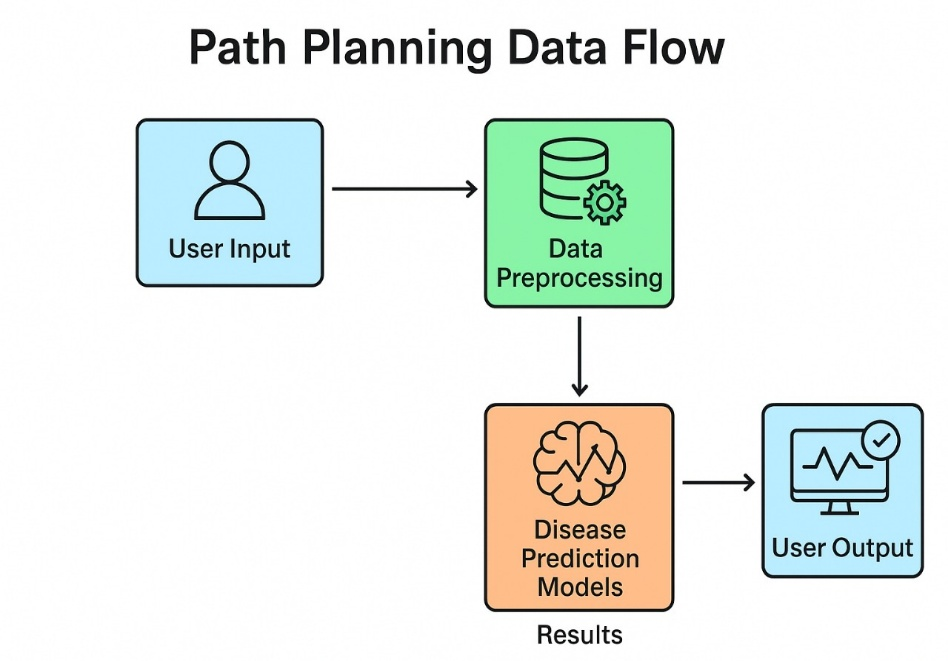 Path Planning Data Flow
User Input
Data
Preprocessing
Disease
Prediction
Models
User Output
Results